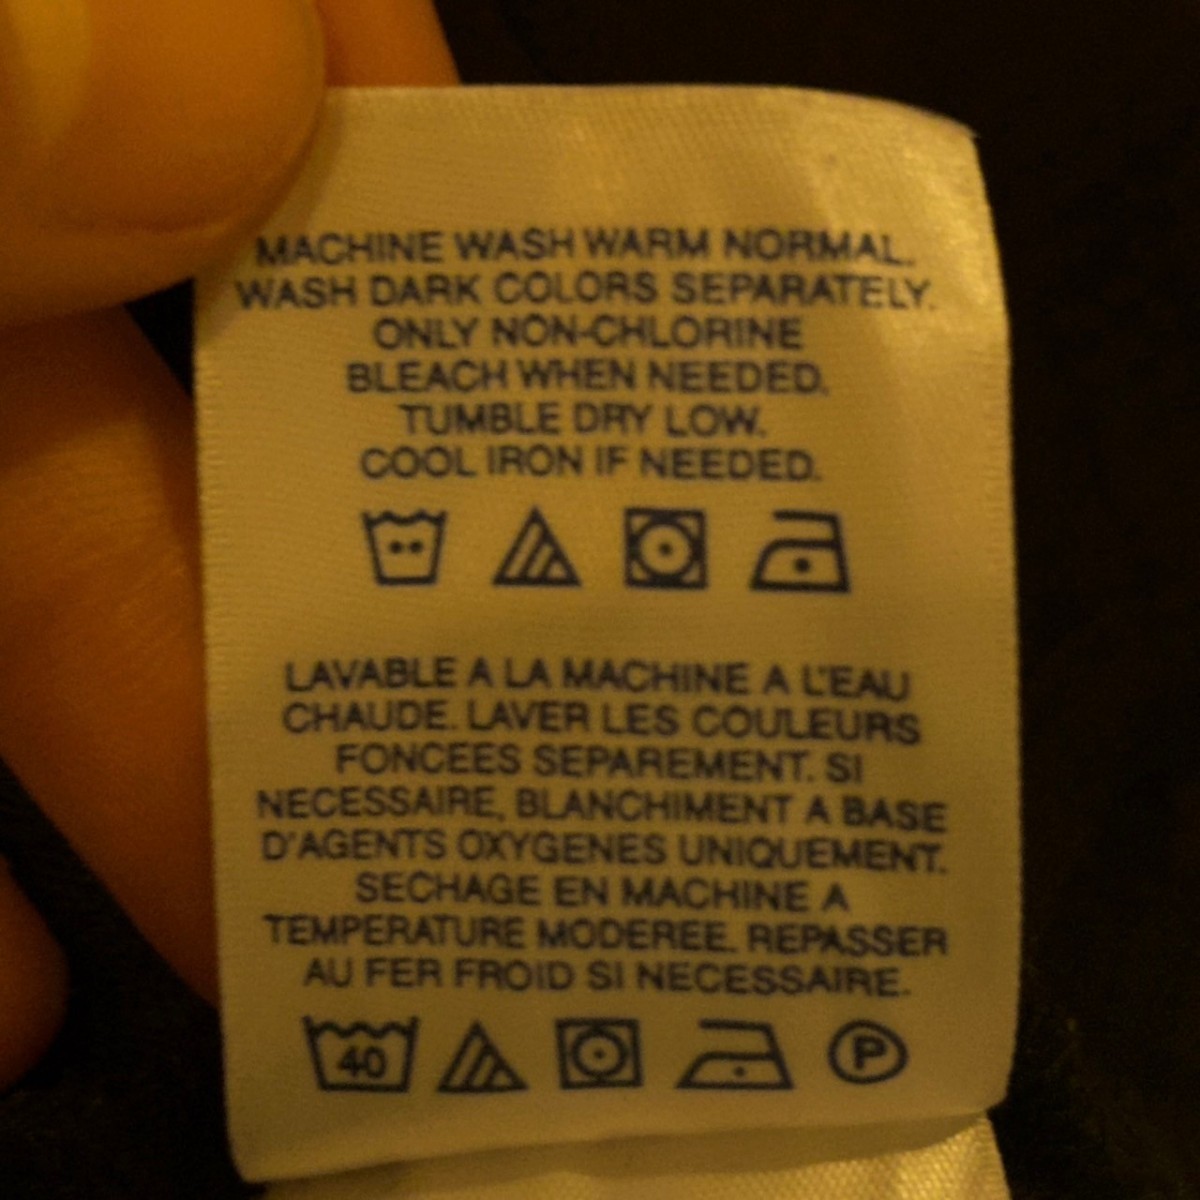 MACHINE WASH WARM NORMAL.
WASH DARK COLORS SEPARATELY.
ONLY NON-CHLORINE
BLEACH WHEN NEEDED.
TUMBLE DRY LOW.
COOL IRON IF NEEDED.
LAVABLE A LA MACHINE A L'EAU
CHAUDE. LAVER LES COULEURS
FONCEES SEPAREMENT. SI
NECESSAIRE, BLANCHIMENT A BASE
D'AGENTS OXYGENES UNIQUEMENT.
SECHAGE EN MACHINE A
TEMPERATURE MODEREE. REPASSER
AU FER FROID SI NECESSAIRE.
40 P